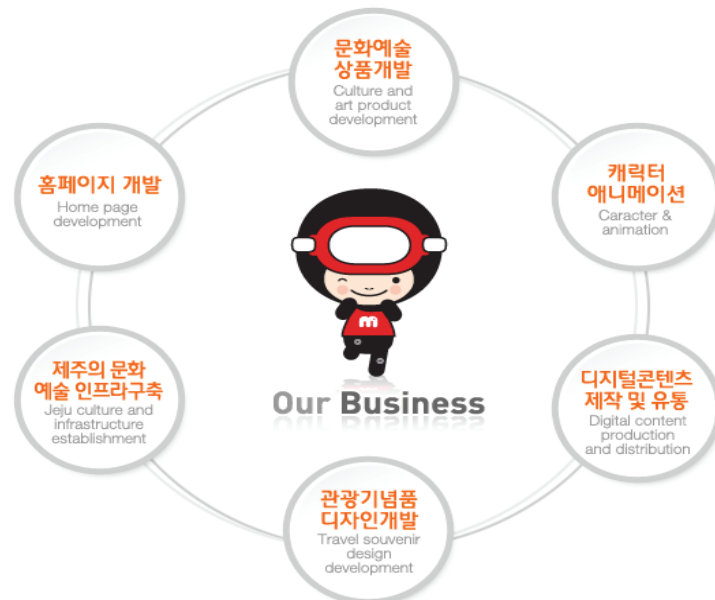 문화예술
상품개발
Culture and
art product
development
캐릭터
애니메이션
Caracter &
animation
디지털콘텐츠
제작 및 유통
Digital content
production
and distribution
관광기념품
디자인개발
Travel souvenir
design
development
제주의 문화
예술 인프라구축
Jeju culture and
infrastructure
establishment
홈페이지 개발
Home page
development
m
Our Business